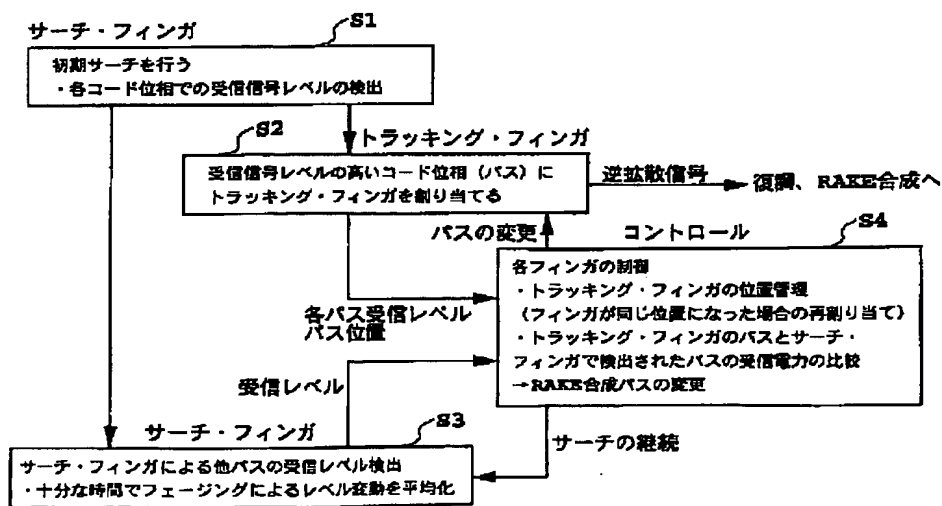 サーチ・フィンガ
S1
初期サーチを行う
・各コード位相での受信信号レベルの検出
S2
トラッキング・フィンガ
受信信号レベルの高いコード位相（パス）に
トラッキング・フィンガを割り当てる
逆拡散信号
復調、RAKE合成へ
パスの変更
コントロール
S4
各フィンガの制御
・トラッキング・フィンガの位置管理
（フィンガが同じ位置になった場合の再割り当て）
・トラッキング・フィンガのパスとサーチ・
フィンガで検出されたパスの受信電力の比較
→RAKE合成パスの変更
各パス受信レベル
パス位置
受信レベル
サーチ・フィンガ
S3
サーチの継続
サーチ・フィンガによる他パスの受信レベル検出
・十分な時間でフェージングによるレベル変動を平均化